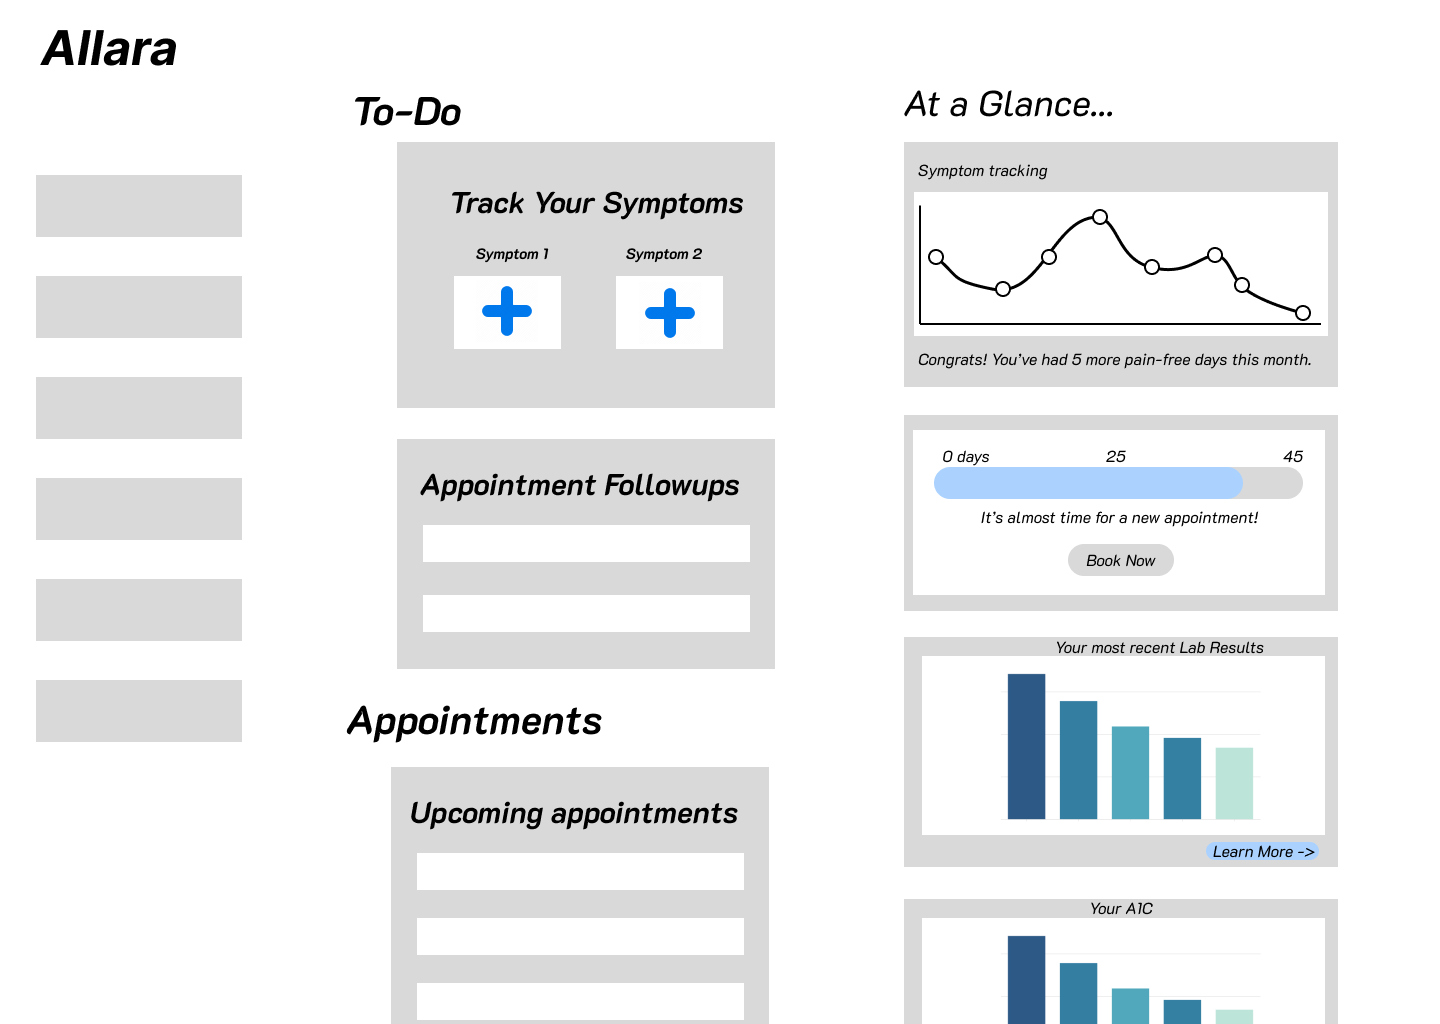 Allara
To-Do
Track Your Symptoms
Symptom 1
Symptom 2
Appointment Followups
Appointments
Upcoming appointments
At a Glance...
Symptom tracking
Congrats! You've had 5 more pain-free days this month.
0 days 25 45
It's almost time for a new appointment!
Book Now
Your most recent Lab Results
Learn More ->
Your A1C